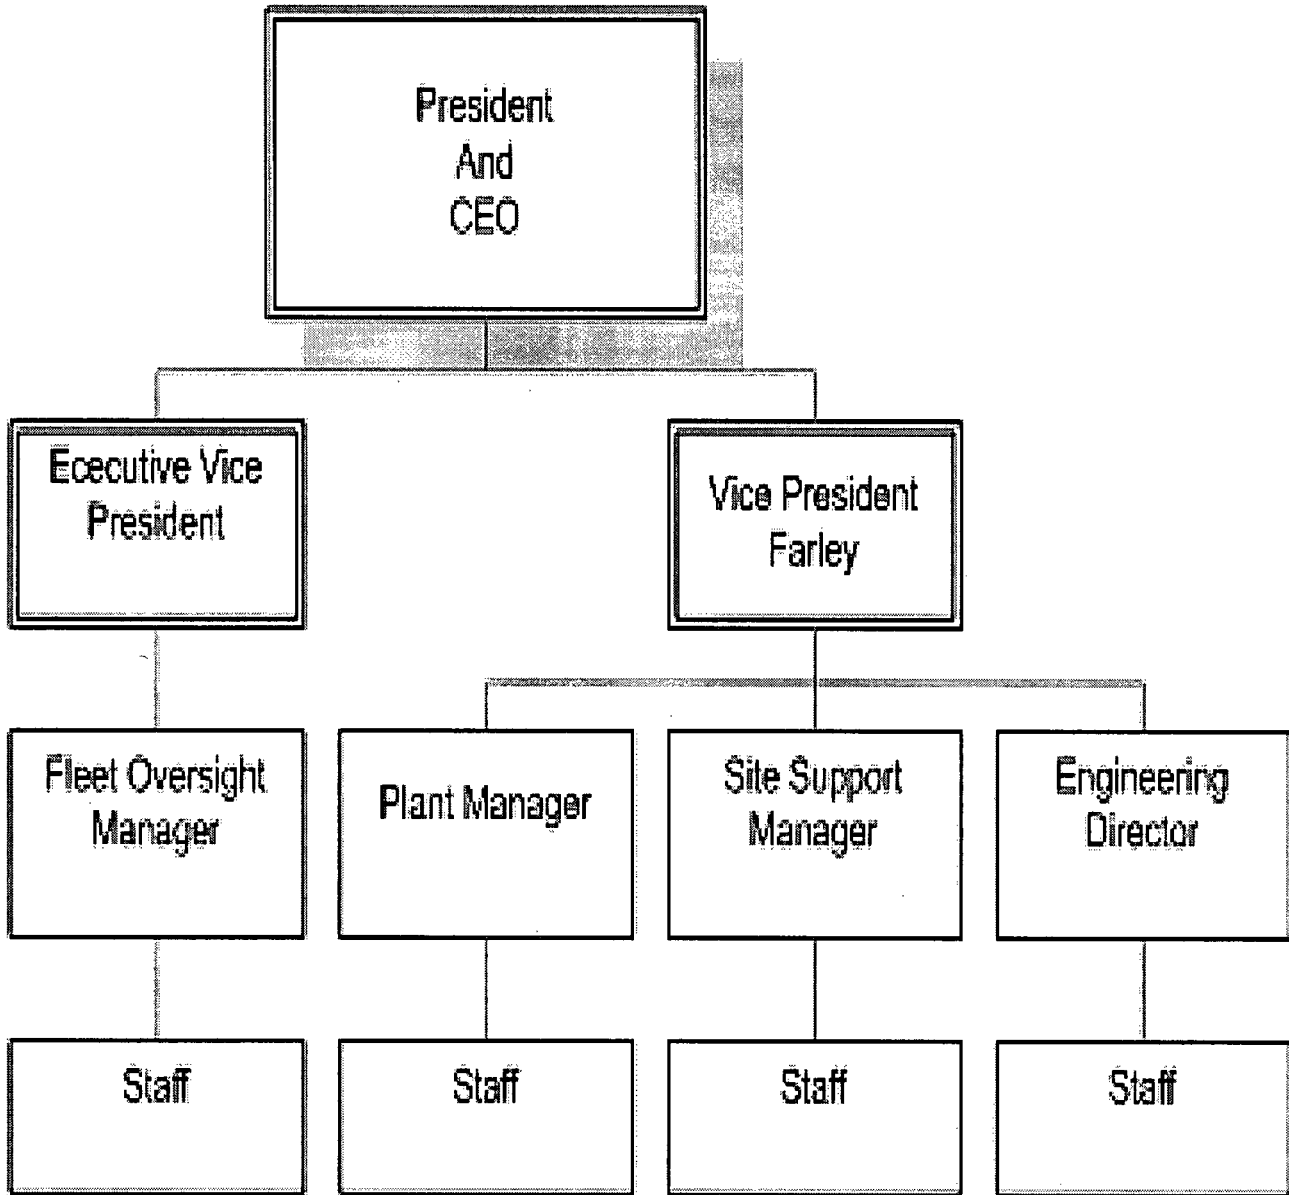 President
And
CEO
Ececutive Vice
President
Vice President
Farley
Fleet Oversight
Manager
Plant Manager
Site Support
Manager
Engineering
Director
Staff
Staff
Staff
Staff